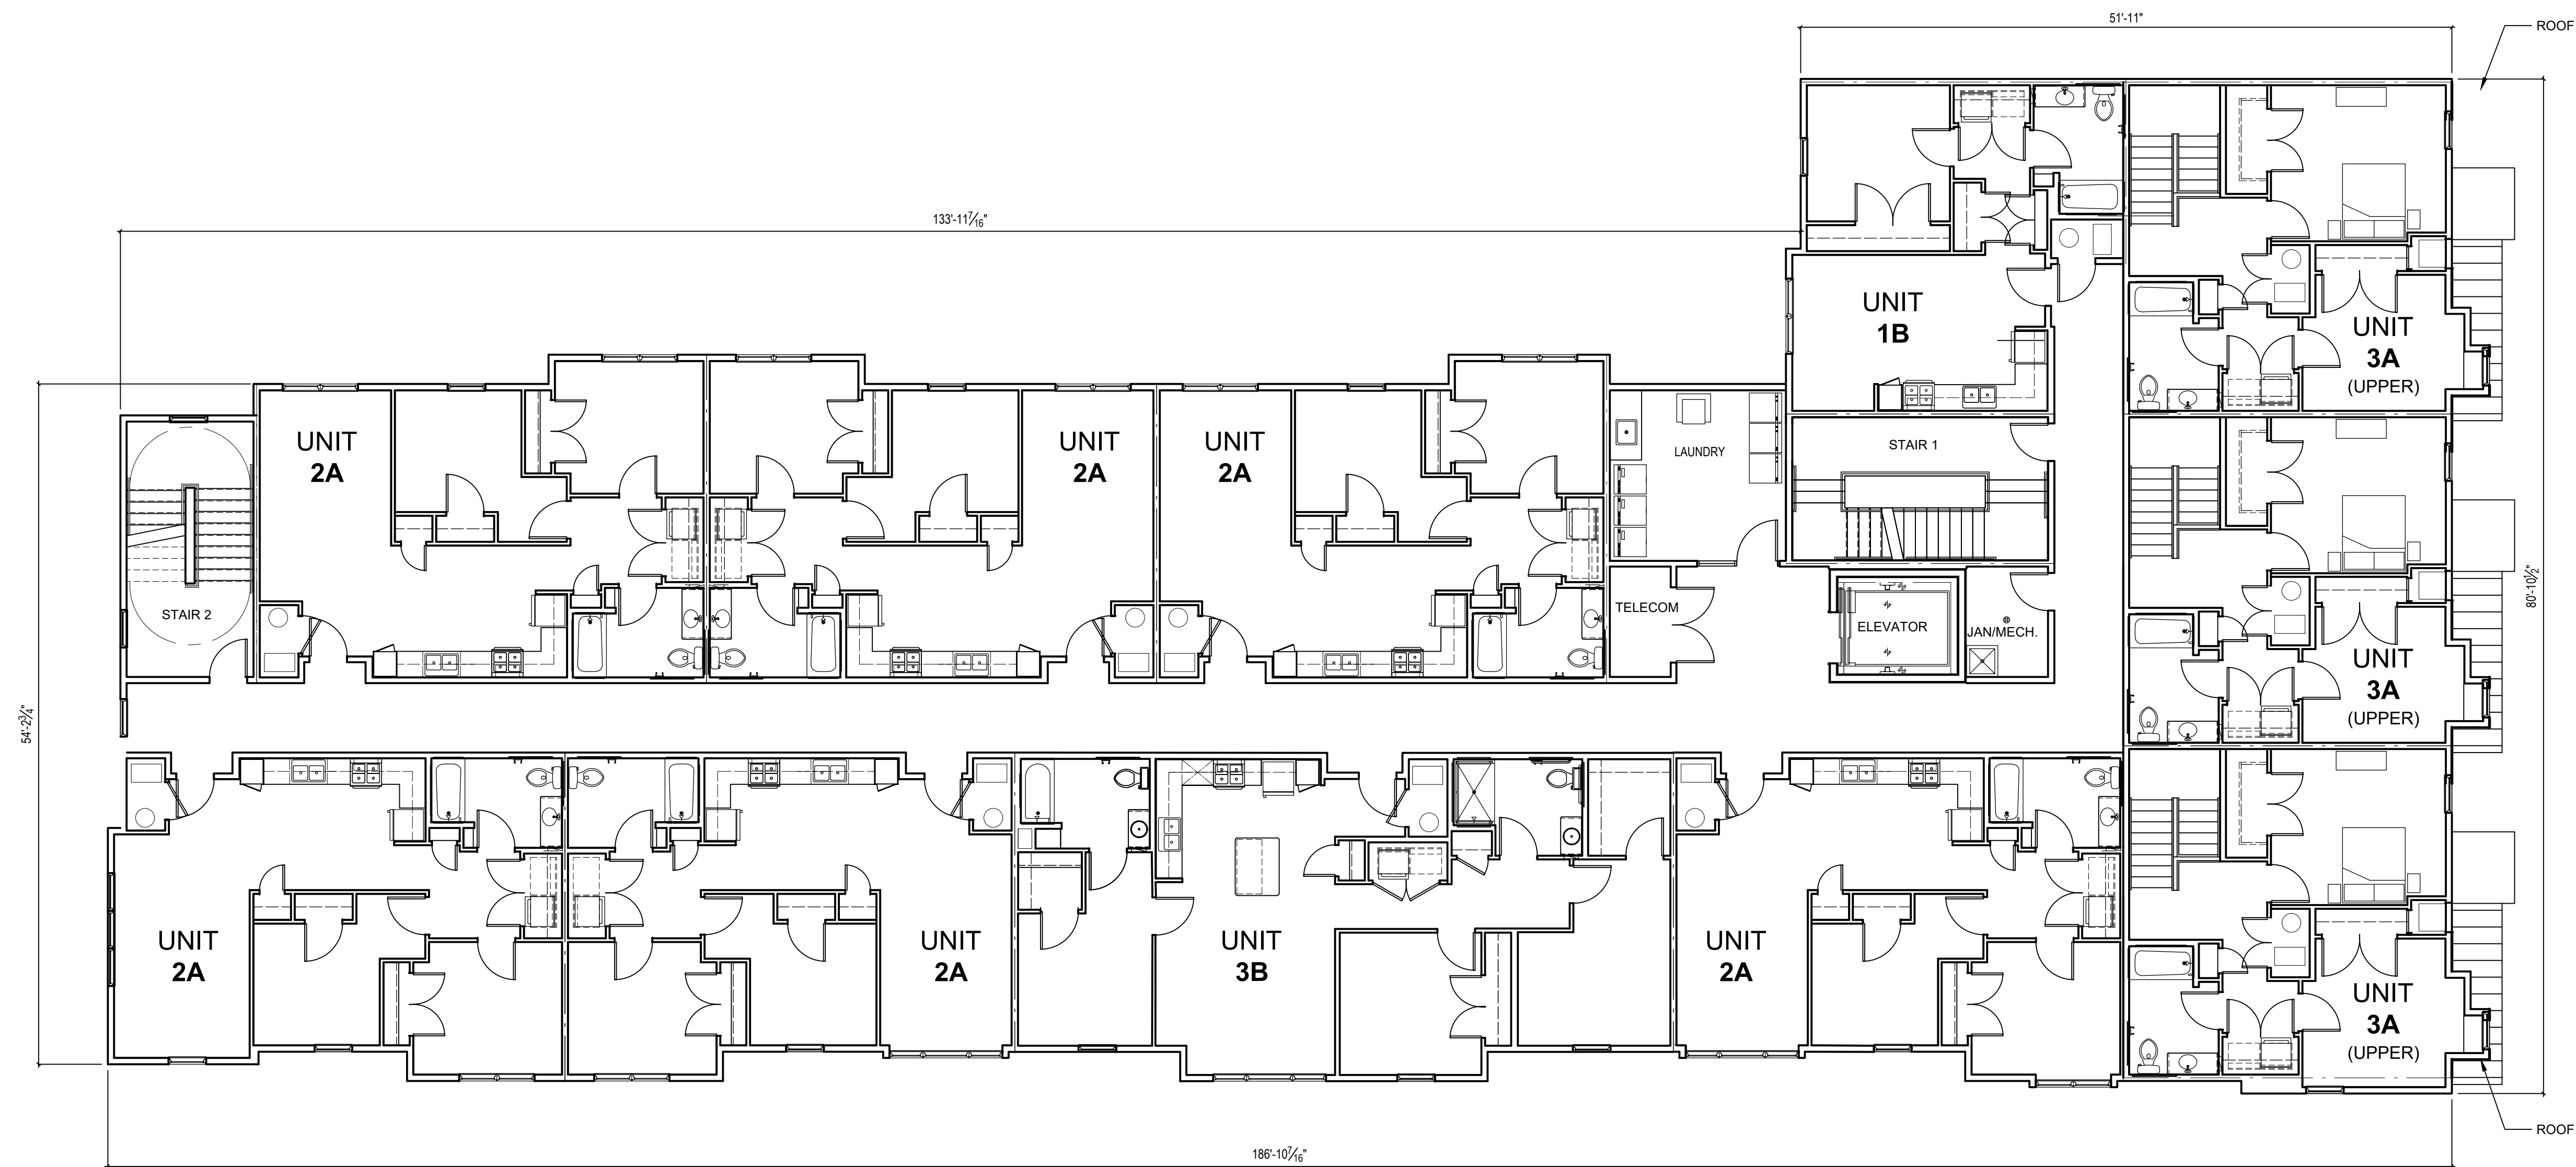 51'-11"
ROOF
133'-11 7/16"
UNIT
1B
UNIT
3A
(UPPER)
UNIT
2A
UNIT
2A
UNIT
2A
LAUNDRY
STAIR 1
STAIR 2
TELECOM
ELEVATOR
JAN/MECH.
UNIT
3A
(UPPER)
80'-10 1/2"
54'-2 3/4"
UNIT
2A
UNIT
2A
UNIT
3B
UNIT
2A
UNIT
3A
(UPPER)
ROOF
186'-10 7/16"